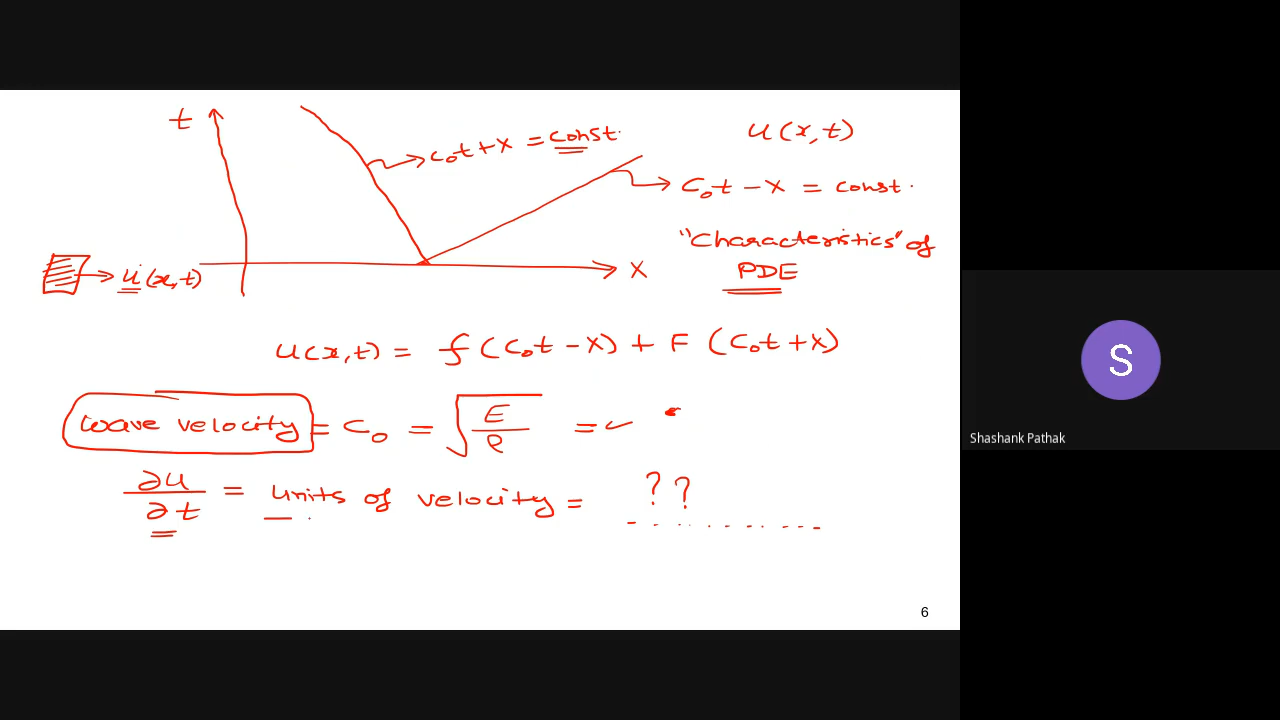 t
C₀t + x = const.
u(x,t)
C₀t - x = const.
"Characteristics" of
PDE
u(x,t)
x
u(x,t) = f(C₀t - x) + F(C₀t + x)
wave velocity = C₀ = √E/ρ = ✓
∂u/∂t = units of velocity = ??
6
S
Shashank Pathak